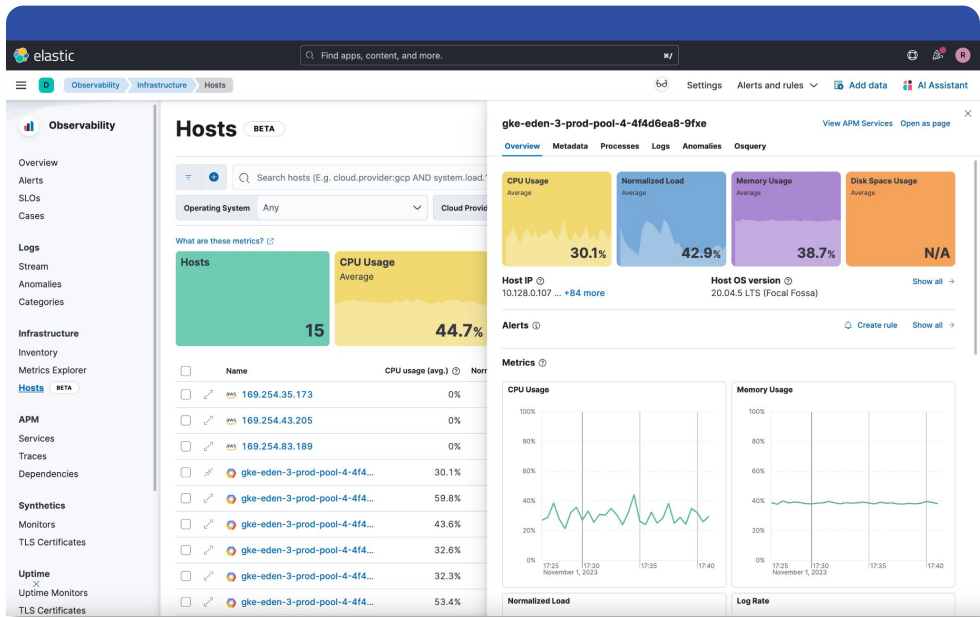 elastic
Find apps, content, and more.
⌘/
R
D
Observability
Infrastructure
Hosts
Settings
Alerts and rules
Add data
AI Assistant
Observability
Overview
Alerts
SLOs
Cases
Logs
Stream
Anomalies
Categories
Infrastructure
Inventory
Metrics Explorer
Hosts BETA
APM
Services
Traces
Dependencies
Synthetics
Monitors
TLS Certificates
Uptime
Uptime Monitors
TLS Certificates
Hosts BETA
Search hosts (E.g. cloud.provider:gcp AND system.load.
Operating System Any
Cloud Provid
What are these metrics?
Hosts
15
CPU Usage
Average
44.7%
Name CPU usage (avg.) Norr
aws 169.254.35.173 0%
aws 169.254.43.205 0%
aws 169.254.83.189 0%
gke-eden-3-prod-pool-4-4f4... 30.1%
gke-eden-3-prod-pool-4-4f4... 59.8%
gke-eden-3-prod-pool-4-4f4... 43.6%
gke-eden-3-prod-pool-4-4f4... 32.6%
gke-eden-3-prod-pool-4-4f4... 32.3%
gke-eden-3-prod-pool-4-4f4... 53.4%
gke-eden-3-prod-pool-4-4f4d6ea8-9fxe
View APM Services Open as page
Overview Metadata Processes Logs Anomalies Osquery
CPU Usage
Average
30.1%
Normalized Load
Average
42.9%
Memory Usage
Average
38.7%
Disk Space Usage
Average
N/A
Host IP
10.128.0.107 ... +84 more
Host OS version
20.04.5 LTS (Focal Fossa)
Show all
Alerts
Create rule Show all
Metrics
CPU Usage
100%
80%
60%
40%
20%
0%
17:25 17:30 17:35 17:40
November 1, 2023
Memory Usage
100%
80%
60%
40%
20%
0%
17:25 17:30 17:35 17:40
November 1, 2023
Normalized Load
Log Rate